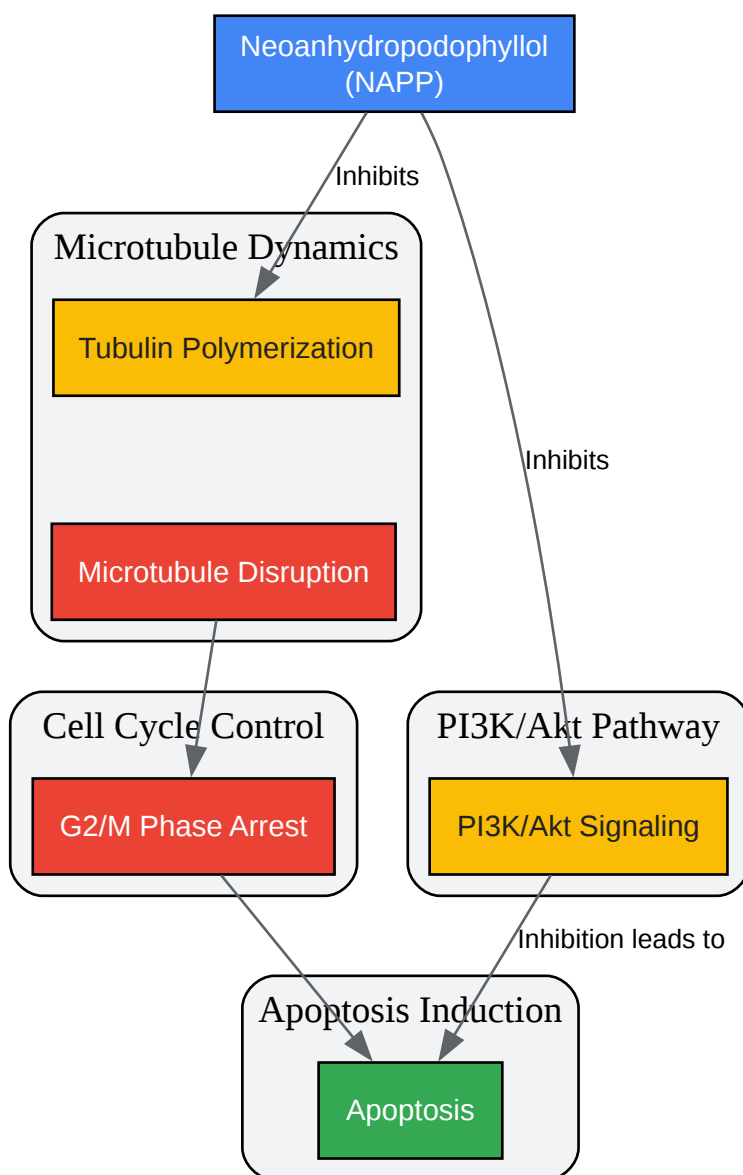 Neoanhydropodophyllol
(NAPP)
Inhibits
Microtubule Dynamics
Tubulin Polymerization
Inhibits
Microtubule Disruption
Cell Cycle Control
PI3K/Akt Pathway
G2/M Phase Arrest
PI3K/Akt Signaling
Inhibition leads to
Apoptosis Induction
Apoptosis